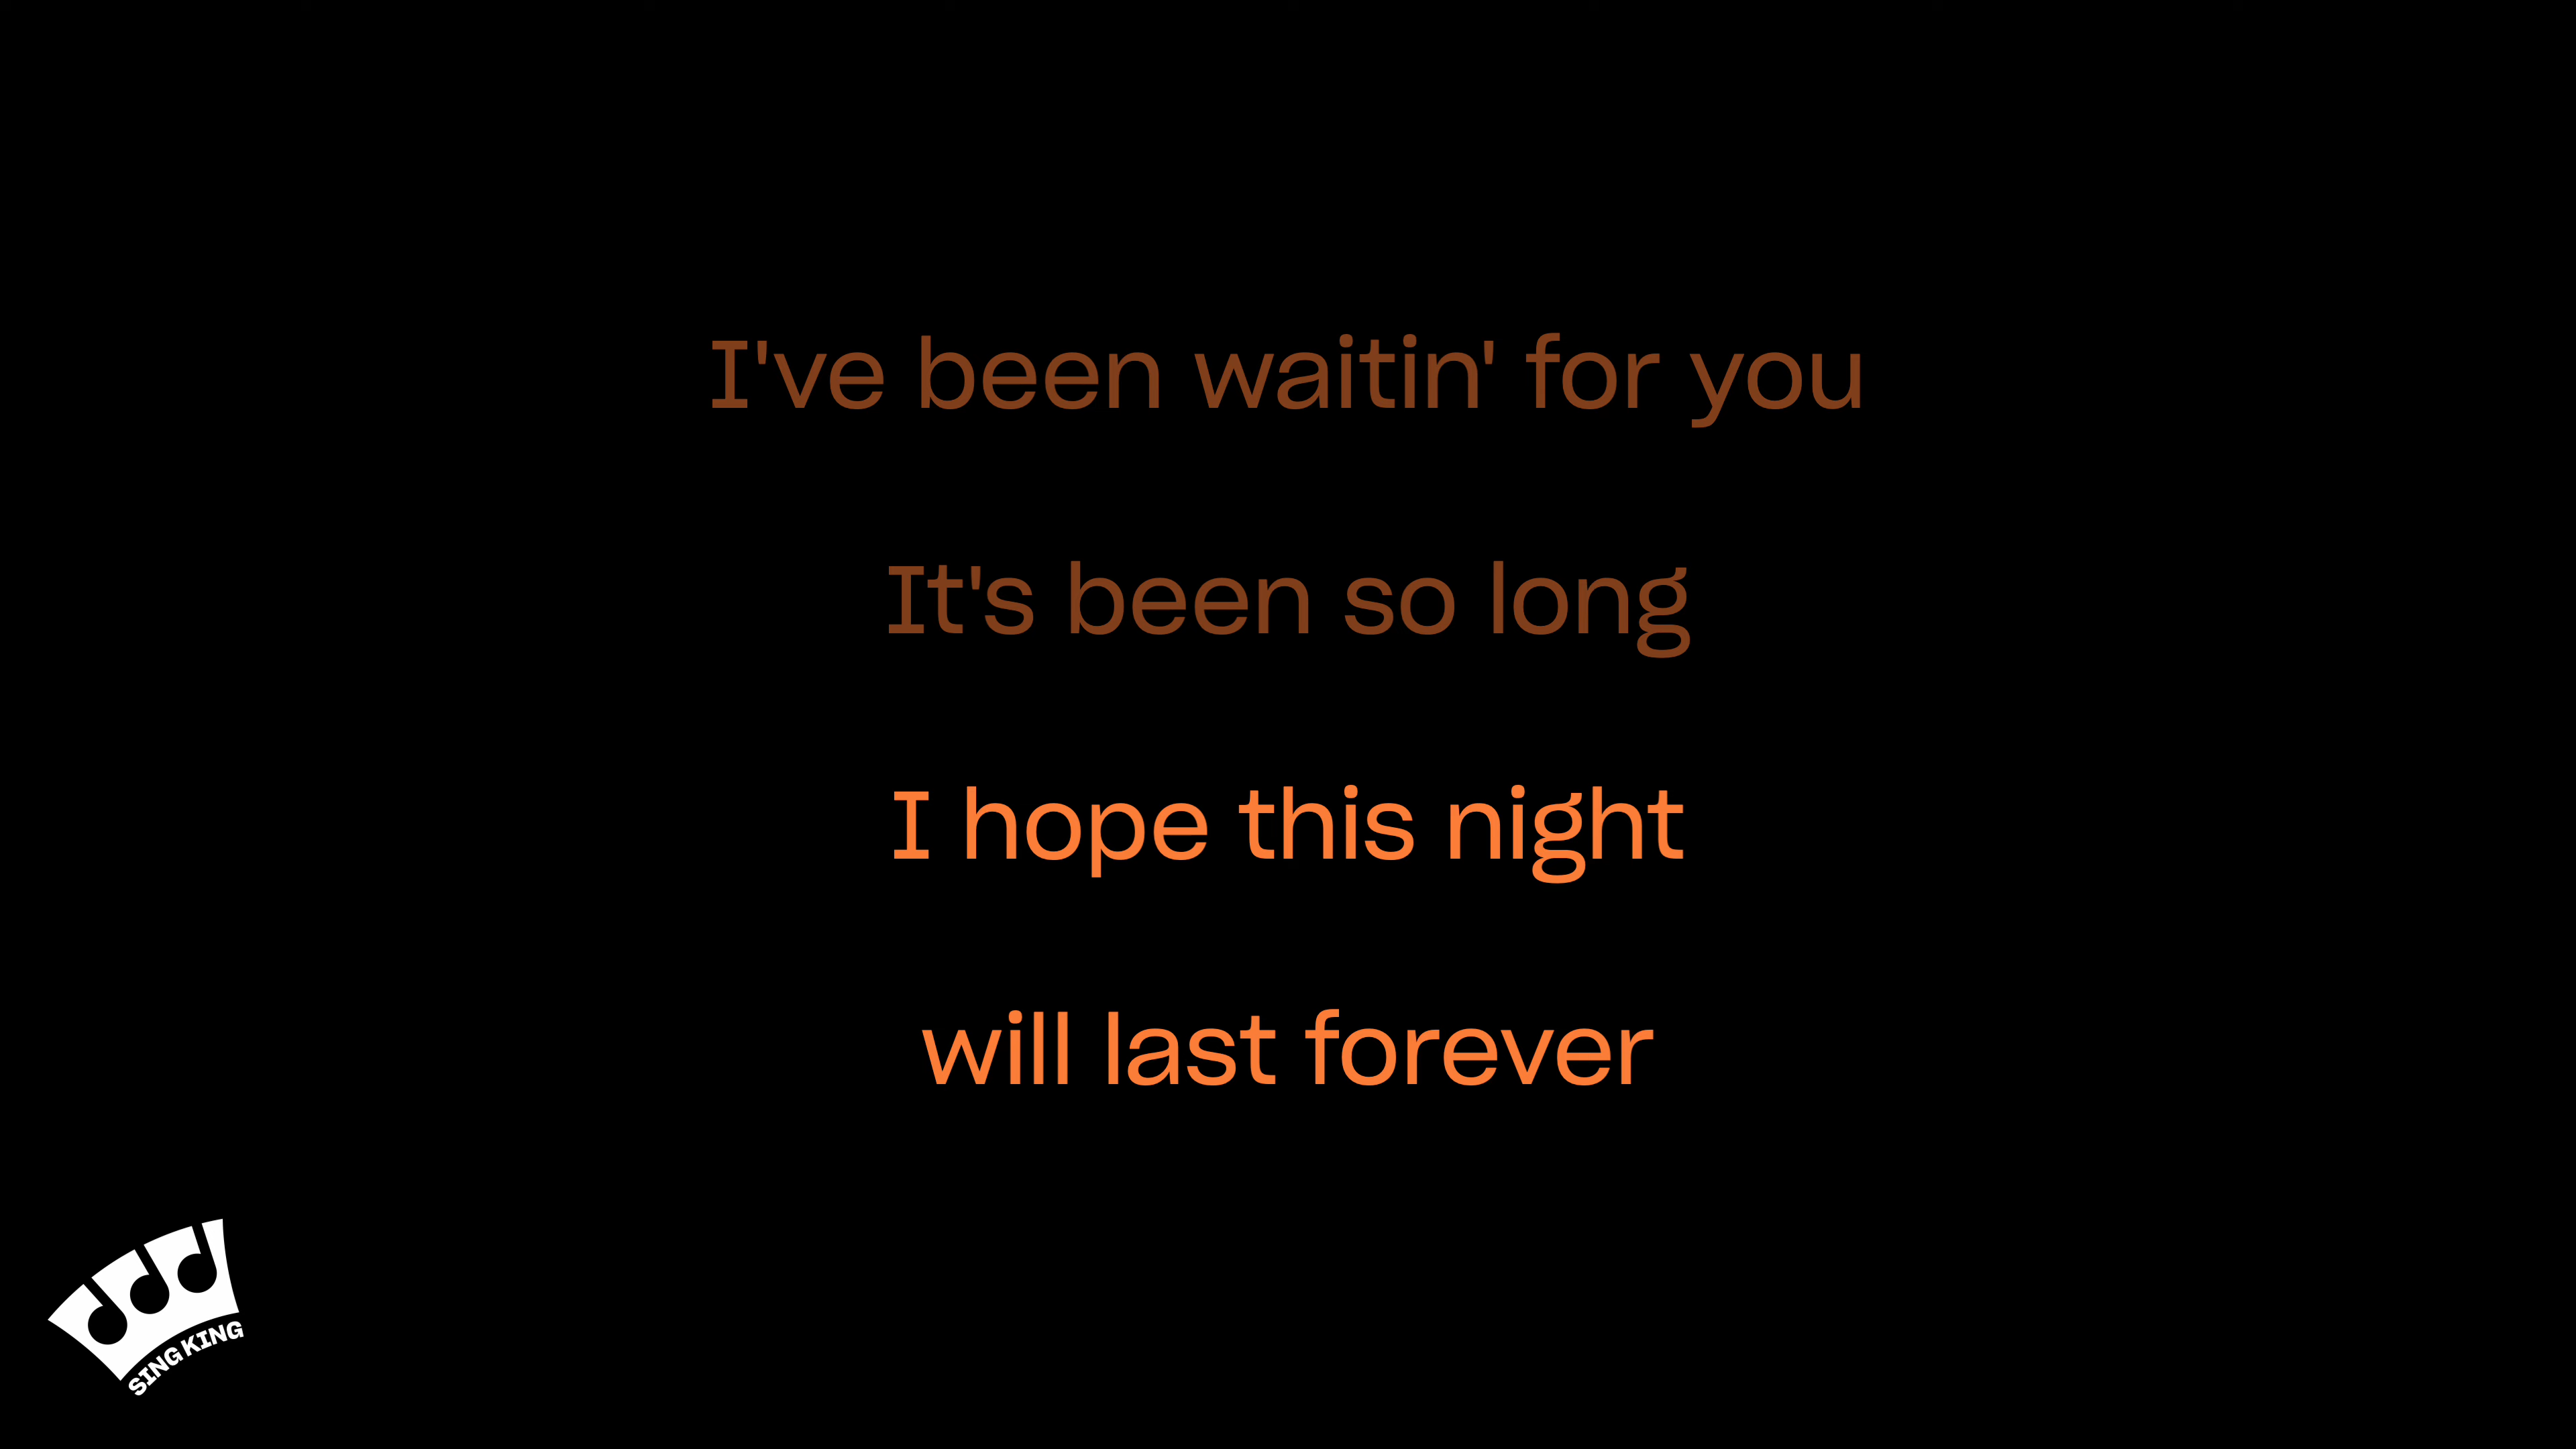 I've been waitin' for you
It's been so long
I hope this night
will last forever
SING KING